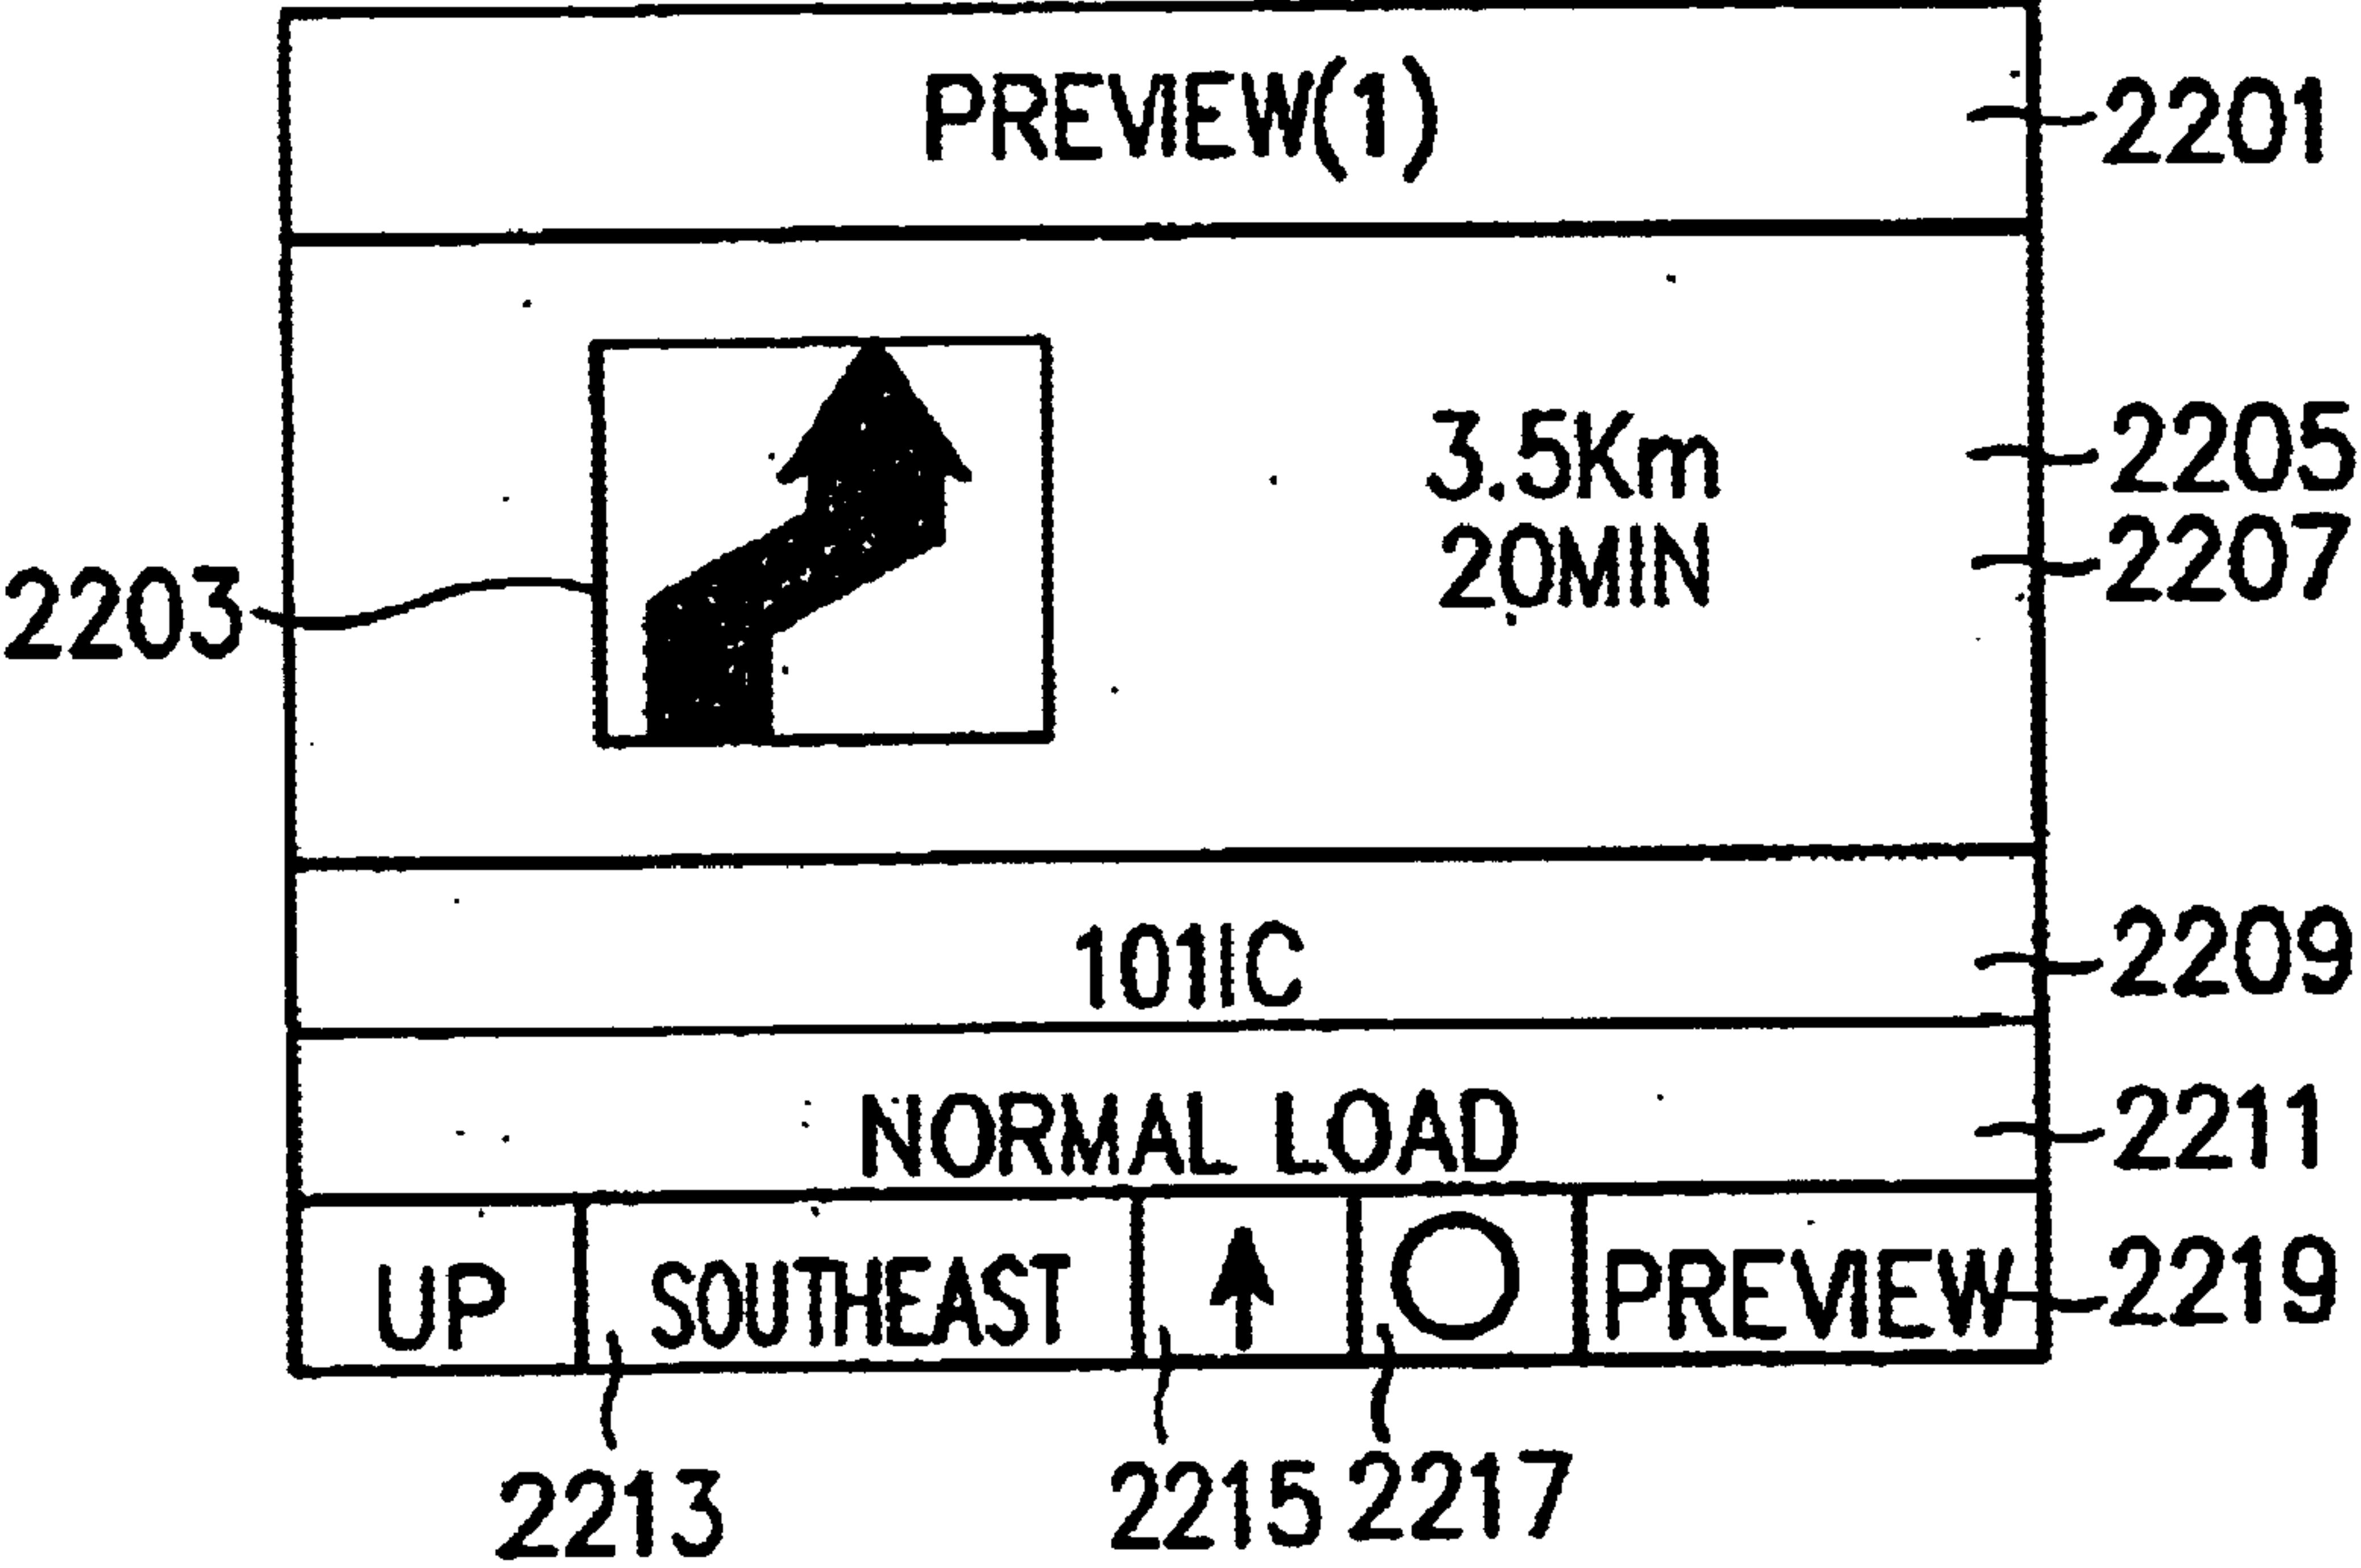 PREVIEW(1)
2201
3.5Km
2205
20MIN
2207
2203
101IC
2209
NORMAL LOAD
2211
UP SOUTHEAST PREVIEW
2219
2213 2215 2217